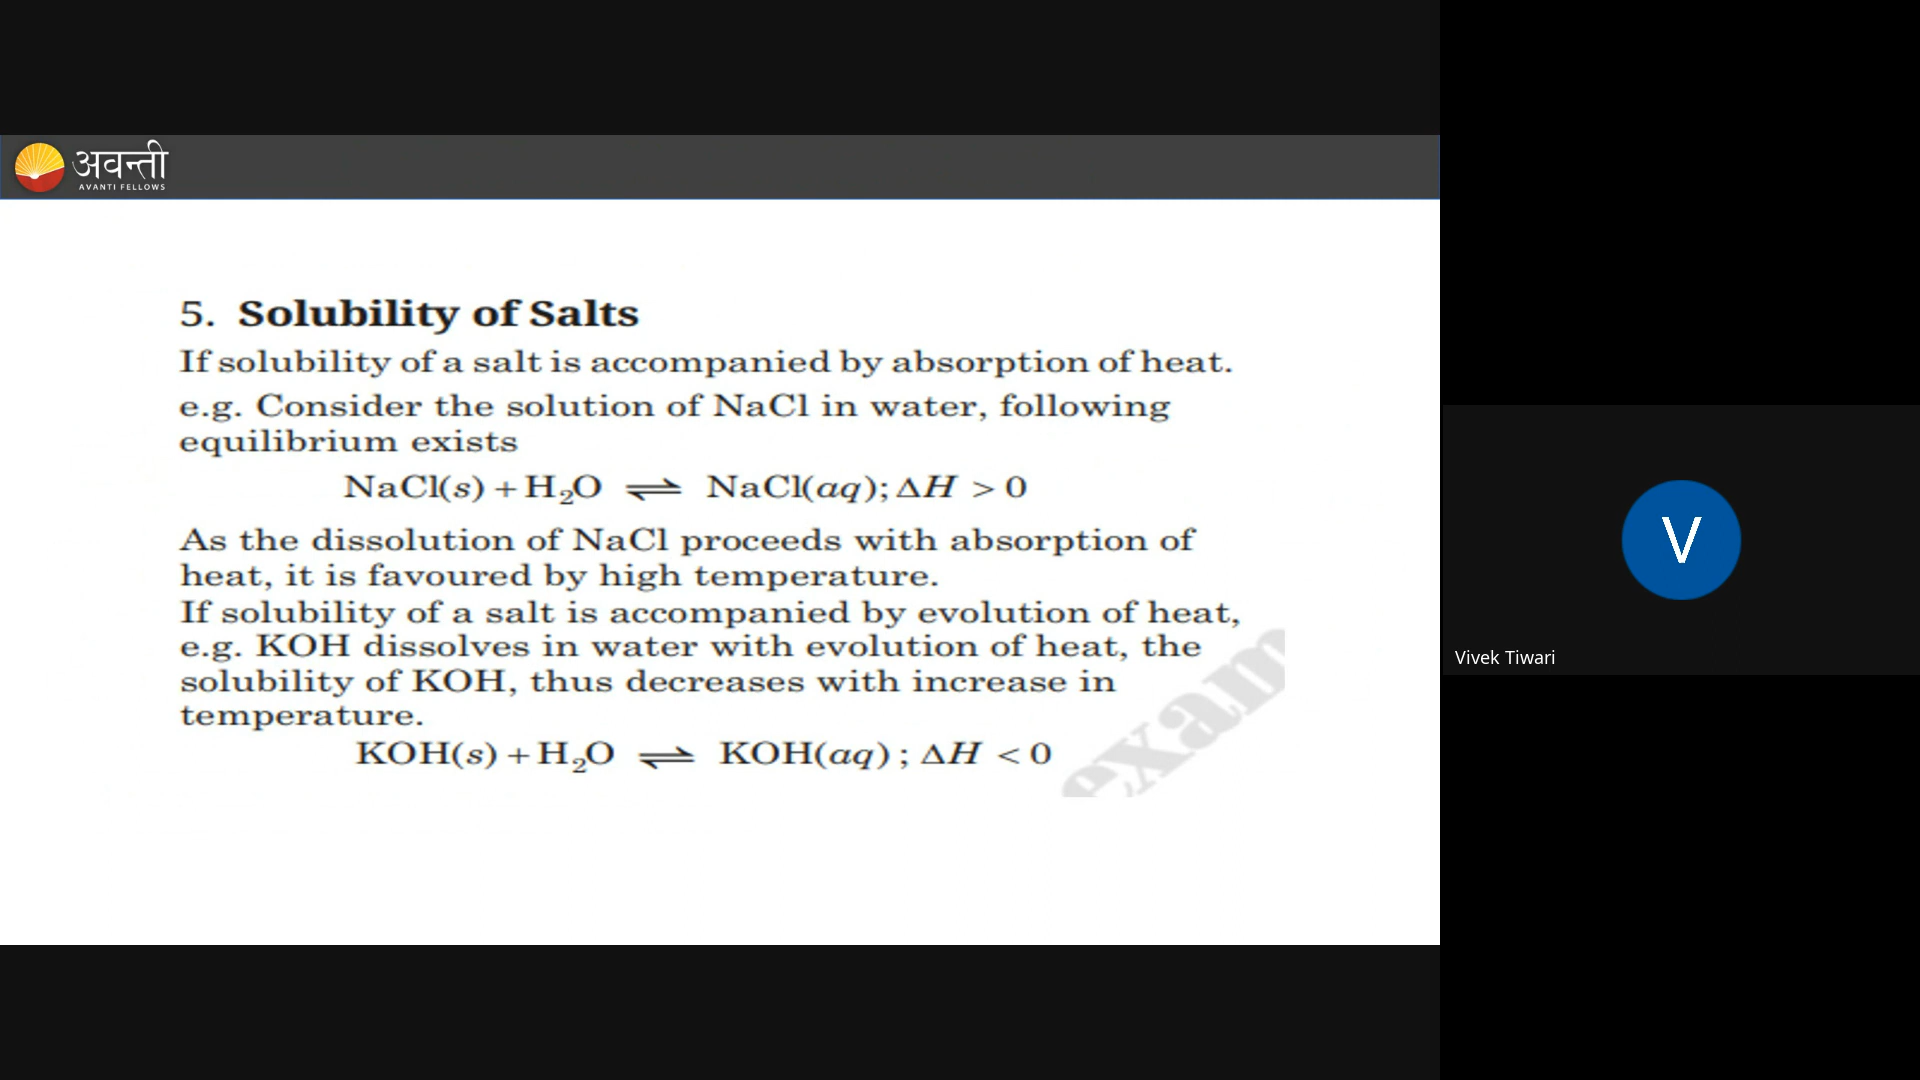 अवन्ती
AVANTI FELLOWS
5. Solubility of Salts
If solubility of a salt is accompanied by absorption of heat.
e.g. Consider the solution of NaCl in water, following
equilibrium exists
NaCl(s) + H₂O ⇌ NaCl(aq); ΔH > 0
As the dissolution of NaCl proceeds with absorption of
heat, it is favoured by high temperature.
If solubility of a salt is accompanied by evolution of heat,
e.g. KOH dissolves in water with evolution of heat, the
solubility of KOH, thus decreases with increase in
temperature.
KOH(s) + H₂O ⇌ KOH(aq) ; ΔH < 0
exam
V
Vivek Tiwari